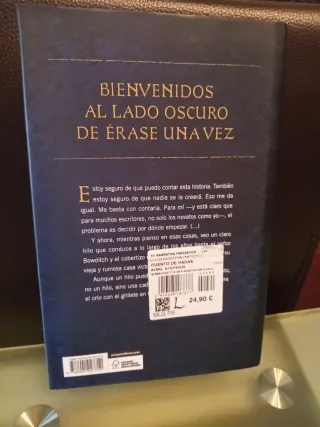 BIENVENIDOS
AL LADO OSCURO
DE ÉRASE UNA VEZ
Estoy seguro de que puedo contar esta historia. También
estoy seguro de que nadie se la creerá. Eso me da
igual. Me basta con contarla. Para mí —y está claro que
para muchos escritores, no solo los novatos como yo—, el
problema es decidir por dónde empezar. (...)
Y ahora, mientras pienso en esas cosas, veo un claro
hilo que conduce a lo largo de los años hasta el señor
Bowditch y el cobertizo
vieja y ruinosa casa victo
Aunque un hilo pued
no un hilo, sino una cade
el crío con el grillete en
CUENTO DE HADAS
24,90 €